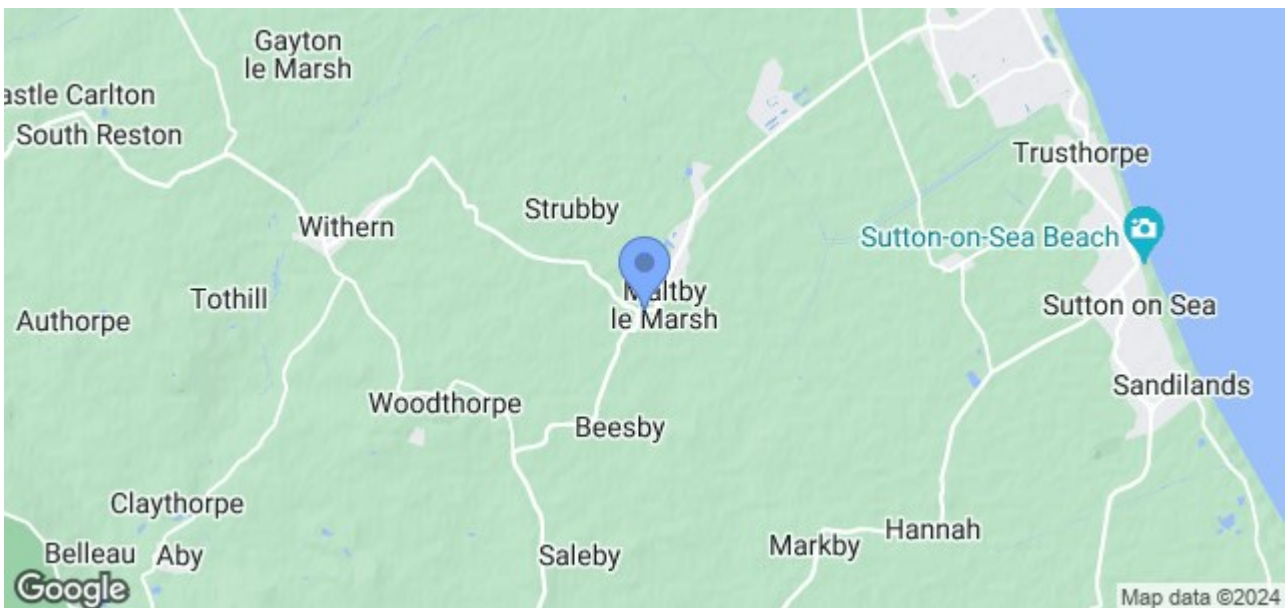 Gayton
le Marsh
astle Carlton
South Reston
Trusthorpe
Strubby
Withern
Sutton-on-Sea Beach
Tothill
Maltby
le Marsh
Authorpe
Sutton on Sea
Sandilands
Woodthorpe
Beesby
Claythorpe
Hannah
Markby
Belleau
Aby
Saleby
Google
Map data ©2024